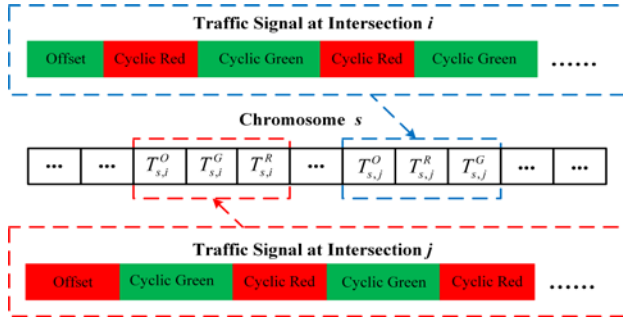 Traffic Signal at Intersection i
Offset Cyclic Red Cyclic Green Cyclic Red Cyclic Green ......
Chromosome s
... ... T^O_{s,i} T^G_{s,i} T^R_{s,i} ... T^O_{s,j} T^R_{s,j} T^G_{s,j} ... ...
Traffic Signal at Intersection j
Offset Cyclic Green Cyclic Red Cyclic Green Cyclic Red ......